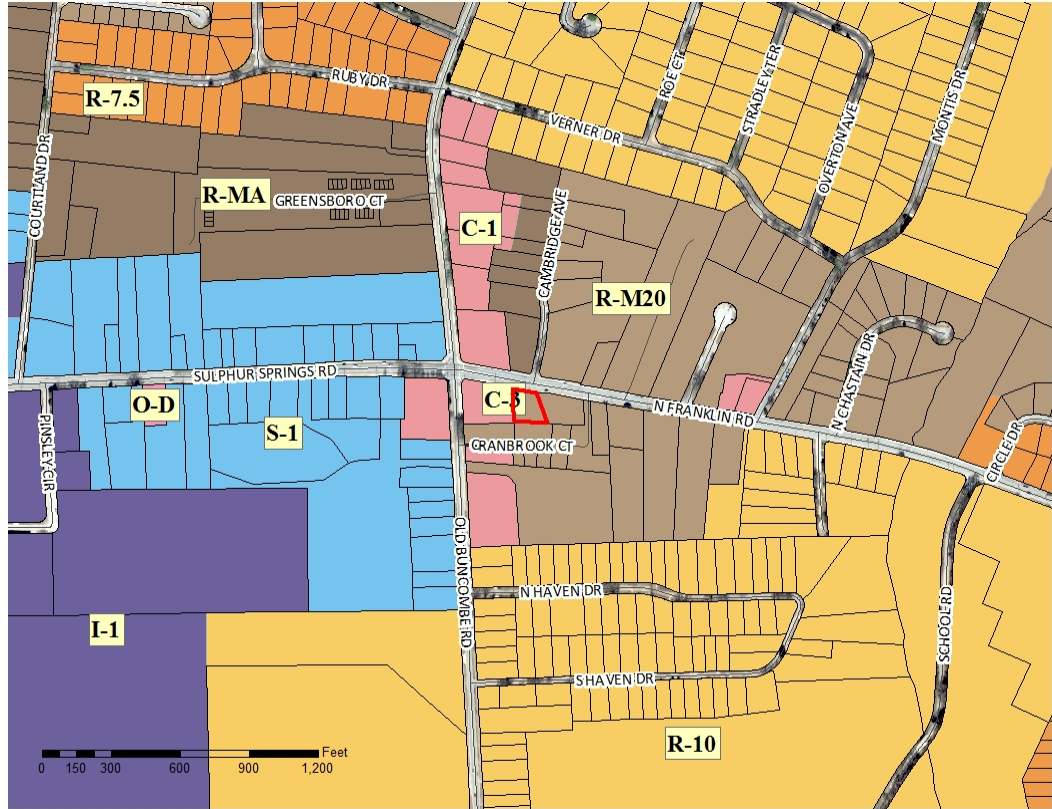 RUBY DR
R-7.5
ROE CT
STRADLEY TER
OVERTON AVE
MONTIS DR
VERNER DR
COURTLAND DR
R-MA
GREENSBORO CT
C-1
CAMBRIDGE AVE
R-M20
SULPHUR SPRINGS RD
O-D
S-1
C-3
N FRANKLIN RD
N CHASTAIN DR
CIRCLE DR
PINSLEY CIR
CRANBROOK CT
OLD BUNCOMBE RD
N HAVEN DR
SCHOOL RD
I-1
S HAVEN DR
R-10
Feet
0 150 300 600 900 1,200